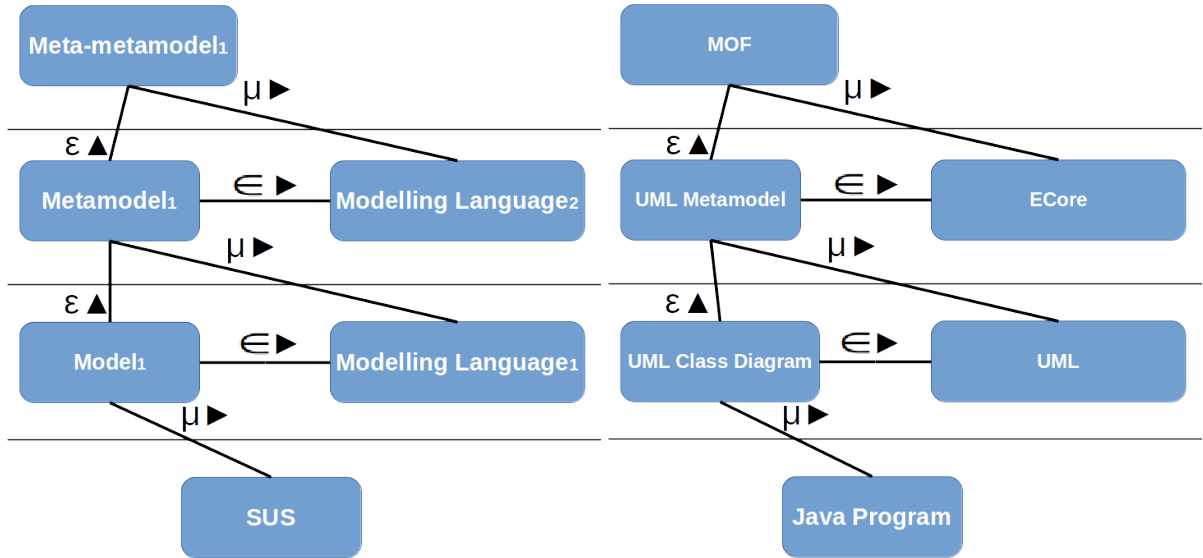 Meta-metamodel₁
MOF
μ ►
μ ►
ε ▲
ε ▲
Metamodel₁
∈ ►
Modelling Language₂
UML Metamodel
∈ ►
ECore
μ ►
μ ►
ε ▲
ε ▲
Model₁
∈ ►
Modelling Language₁
UML Class Diagram
∈ ►
UML
μ ►
μ ►
SUS
Java Program